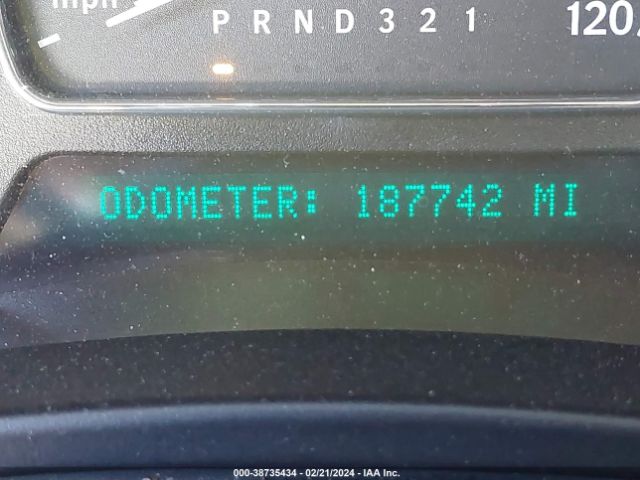 mph
P R N D 3 2 1
120
ODOMETER: 187742 MI
000-38735434 - 02/21/2024 - IAA Inc.